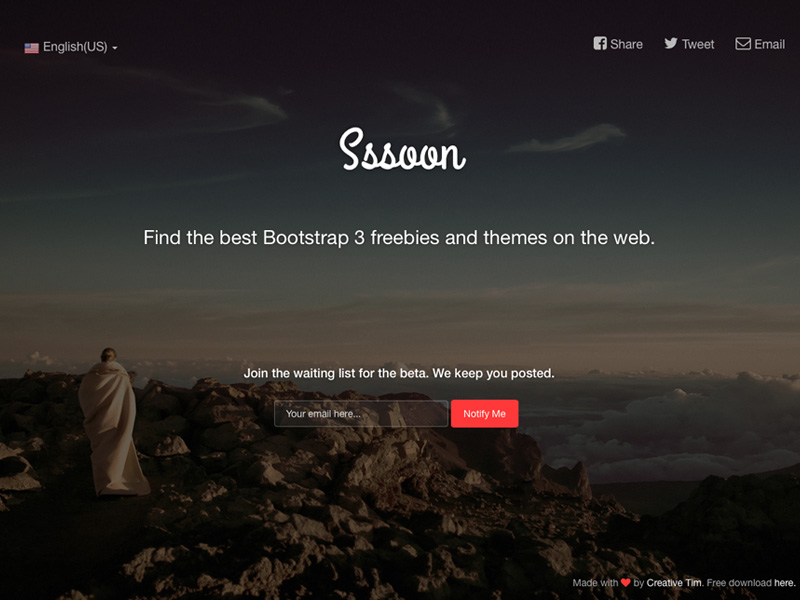 English(US)
Share
Tweet
Email
Sssoon
Find the best Bootstrap 3 freebies and themes on the web.
Join the waiting list for the beta. We keep you posted.
Your email here...
Notify Me
Made with ♥ by Creative Tim. Free download here.